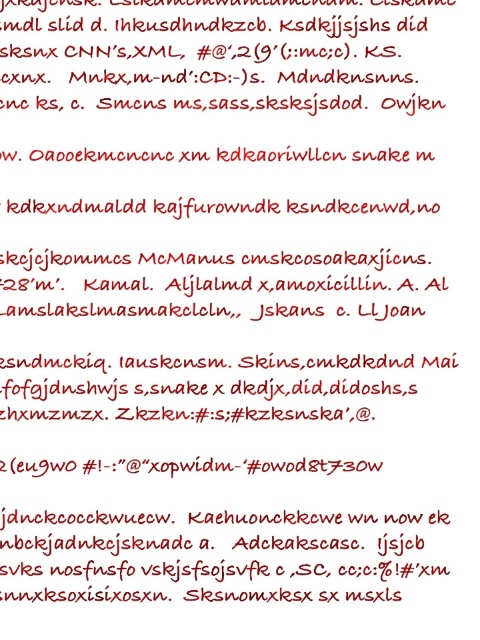 smdl slid d. Ihkusdhndkzcb. Ksdkjjsjshs did
sksnx CNN's,XML, #@',2(9'(;:mc;c). KS.
cxnx. Mnkx,m-nd':CD:-)s. Mdndknsnns.
cnc ks, c. Smcns ms,sass,sksksjsdod. Owjkn
ow. Oaooekmcncnc xm kdkaoriwllcn snake m
kdkxndmaldd kajfurowndk ksndkcenwd,no
skcjcjkommcs McManus cmskcosoakaxjicns.
728'm'. Kamal. Aljlalmd x,amoxicillin. A. Al
Lamslakslmasmakclcln,, Jskans c. Ll Joan
ksndmckiq. Iauskcnsm. Skins,cmkdkdnd Mai
fofgjdnshwjs s,snake x dkdjx,did,didoshs,s
zhxmzmzx. Zkzkn:#:s;#kzksnska',@.
2(eu9w0 #!-:"@"xopwidm-'#owod8t730w
jdnckcocckwuecw. Kaehuonckkcwe wn now ek
nbckjadnkcjsknadc a. Adckakscasc. Ijsjcb
svks nosfnsfo vskjsfsojsvfk c ,SC, cc;c:%!#'xm
snnxksoxisixosxn. Sksnomxksx sx msxls